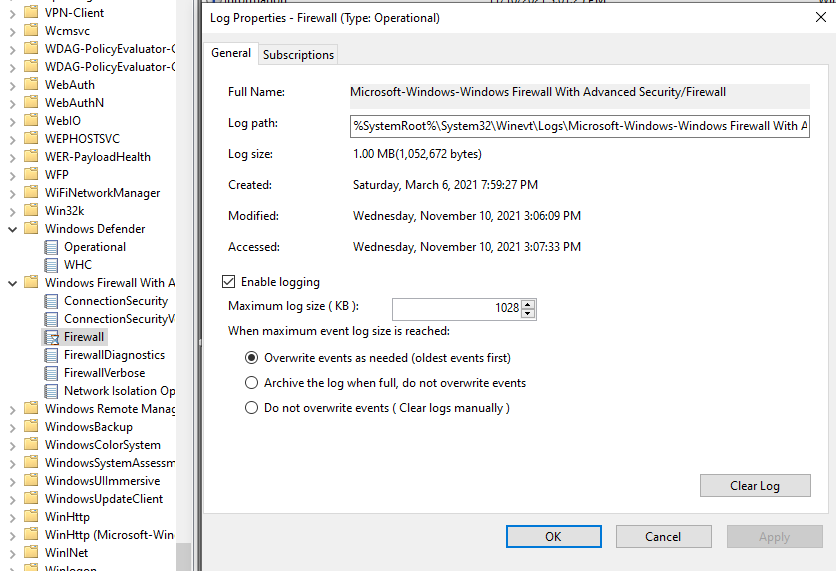 VPN-Client
Wcmsvc
WDAG-PolicyEvaluator-
WDAG-PolicyEvaluator-
WebAuth
WebAuthN
WebIO
WEPHOSTSVC
WER-PayloadHealth
WFP
WiFiNetworkManager
Win32k
Windows Defender
Operational
WHC
Windows Firewall With A
ConnectionSecurity
ConnectionSecurityV
Firewall
FirewallDiagnostics
FirewallVerbose
Network Isolation Op
Windows Remote Manag
WindowsBackup
WindowsColorSystem
WindowsSystemAssessm
WindowsUIImmersive
WindowsUpdateClient
WinHttp
WinHttp (Microsoft-Win
WinINet
Winlogon
Log Properties - Firewall (Type: Operational)
General Subscriptions
Full Name: Microsoft-Windows-Windows Firewall With Advanced Security/Firewall
Log path: %SystemRoot%\System32\Winevt\Logs\Microsoft-Windows-Windows Firewall With A
Log size: 1.00 MB(1,052,672 bytes)
Created: Saturday, March 6, 2021 7:59:27 PM
Modified: Wednesday, November 10, 2021 3:06:09 PM
Accessed: Wednesday, November 10, 2021 3:07:33 PM
Enable logging
Maximum log size ( KB ): 1028
When maximum event log size is reached:
Overwrite events as needed (oldest events first)
Archive the log when full, do not overwrite events
Do not overwrite events ( Clear logs manually )
Clear Log
OK Cancel Apply